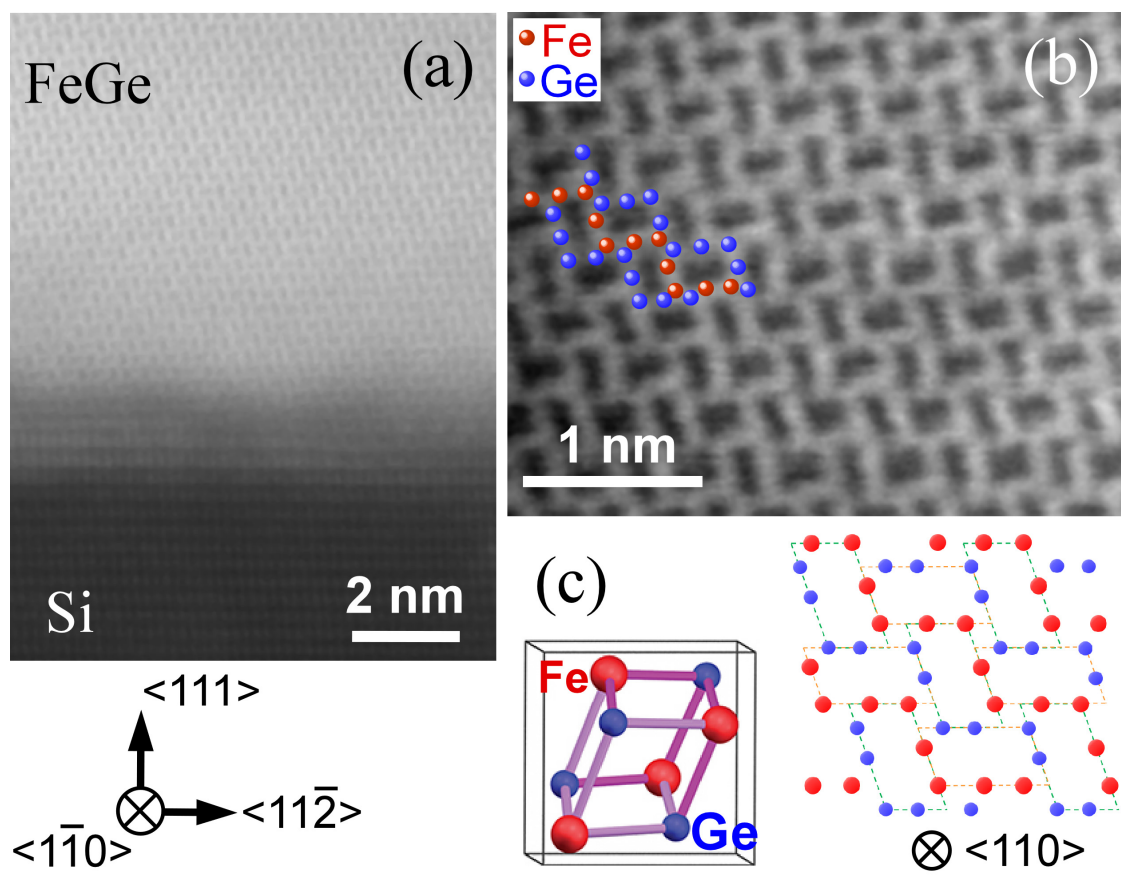 FeGe
(a)
Si
2 nm
<111>
<112̅>
<11̅0>
Fe
Ge
(b)
1 nm
(c)
Fe
Ge
<110>